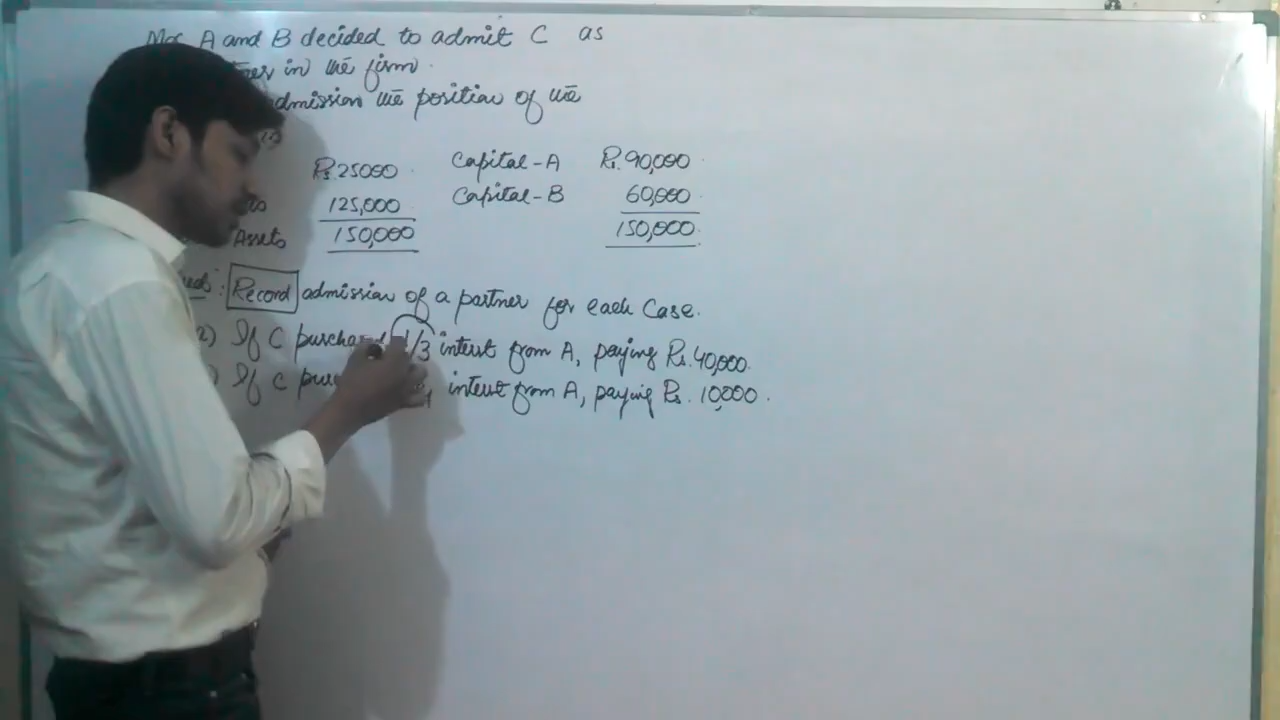 A and B decided to admit C as
in the firm.
admission the position of the
Rs.25000 Capital-A Rs.90,000
125,000 Capital-B 60,000
Assets 150,000 150,000
Record admission of a partner for each Case.
2) If C 1/3 interest from A, paying Rs.40,000.
) If C interest from A, paying Rs. 10,000.